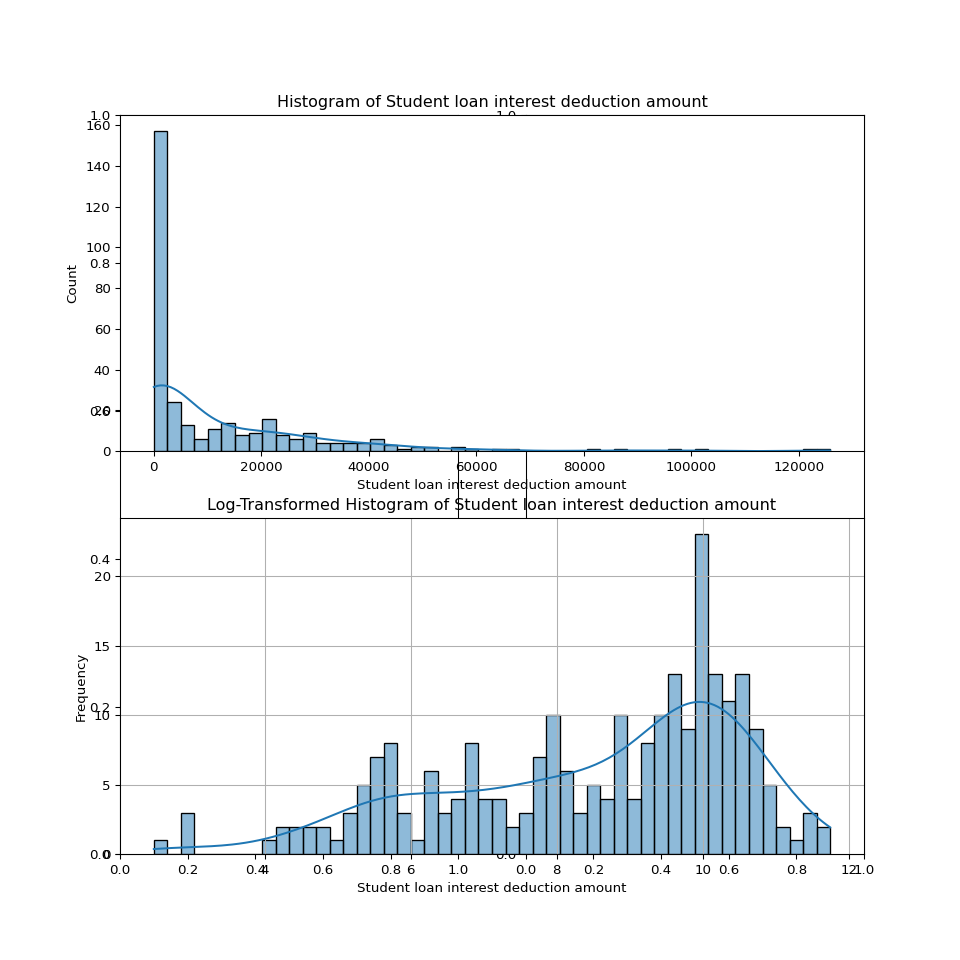 Histogram of Student loan interest deduction amount
1.0 1.0
160
140
120
100
0.8
80
60
40
20 0.6
0
Count
0 20000 40000 60000 80000 100000 120000
Student loan interest deduction amount
Log-Transformed Histogram of Student loan interest deduction amount
0.4
20
15
0.2
10
5
0.0 0 0.0
Frequency
0.0 0.2 0.4 4 0.6 0.8 6 1.0 0.0 8 0.2 0.4 10 0.6 0.8 12 1.0
Student loan interest deduction amount